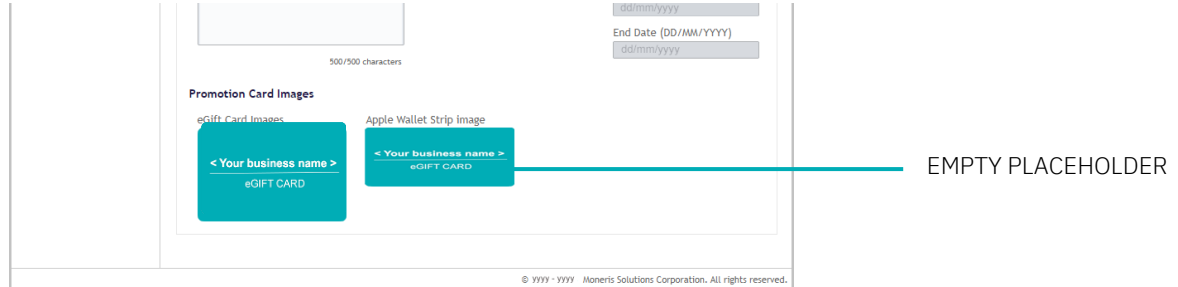 dd/mm/yyyy
End Date (DD/MM/YYYY)
dd/mm/yyyy
500/500 characters
Promotion Card Images
eGift Card Images
Apple Wallet Strip image
< Your business name >
eGIFT CARD
< Your business name >
eGIFT CARD
EMPTY PLACEHOLDER
© yyyy - yyyy Moneris Solutions Corporation. All rights reserved.